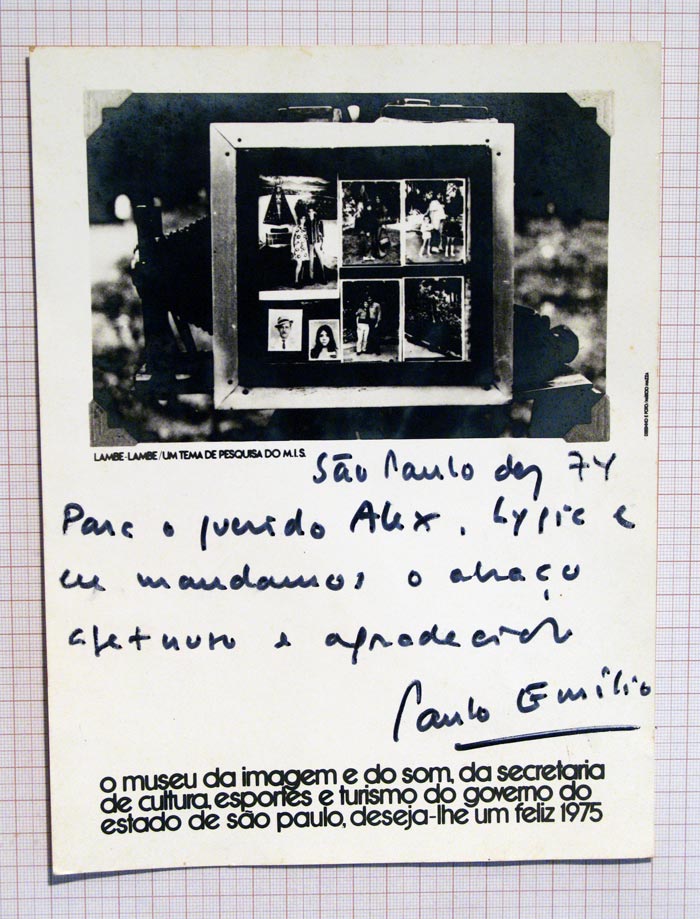 LAMBE-LAMBE/UM TEMA DE PESQUISA DO M.I.S.
São Paulo dez 74
Para o querido Alex, Lygia e
eu mandamos o abraço
afetuoso e agradecido
Paulo Emílio
o museu da imagem e do som, da secretaria
de cultura, esportes e turismo do governo do
estado de são paulo, deseja-lhe um feliz 1975